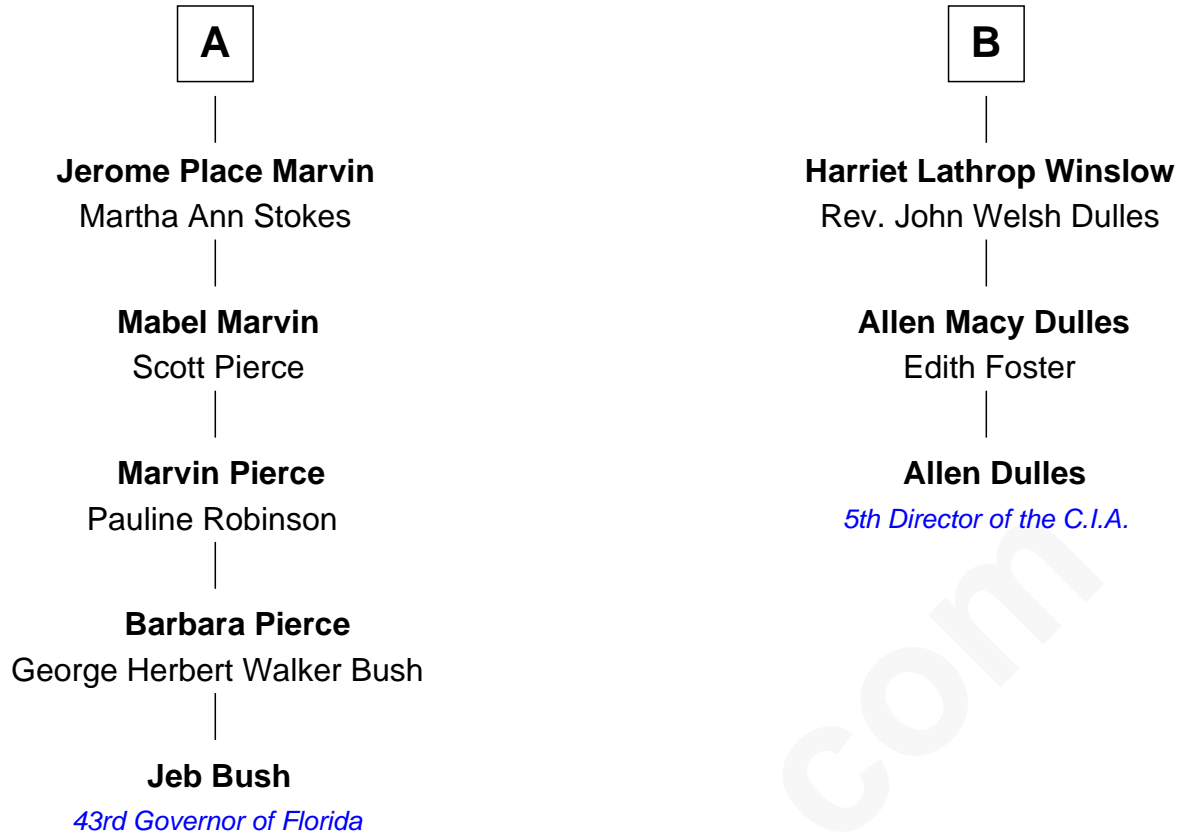 A
Jerome Place Marvin
Martha Ann Stokes
Mabel Marvin
Scott Pierce
Marvin Pierce
Pauline Robinson
Barbara Pierce
George Herbert Walker Bush
Jeb Bush
43rd Governor of Florida
B
Harriet Lathrop Winslow
Rev. John Welsh Dulles
Allen Macy Dulles
Edith Foster
Allen Dulles
5th Director of the C.I.A.
com